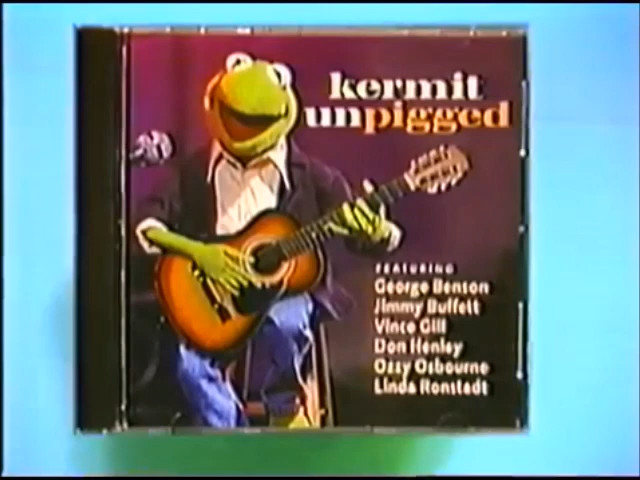 kermit
unpigged
FEATURING
George Benson
Jimmy Buffett
Vince Gill
Don Henley
Ozzy Osbourne
Linda Ronstadt